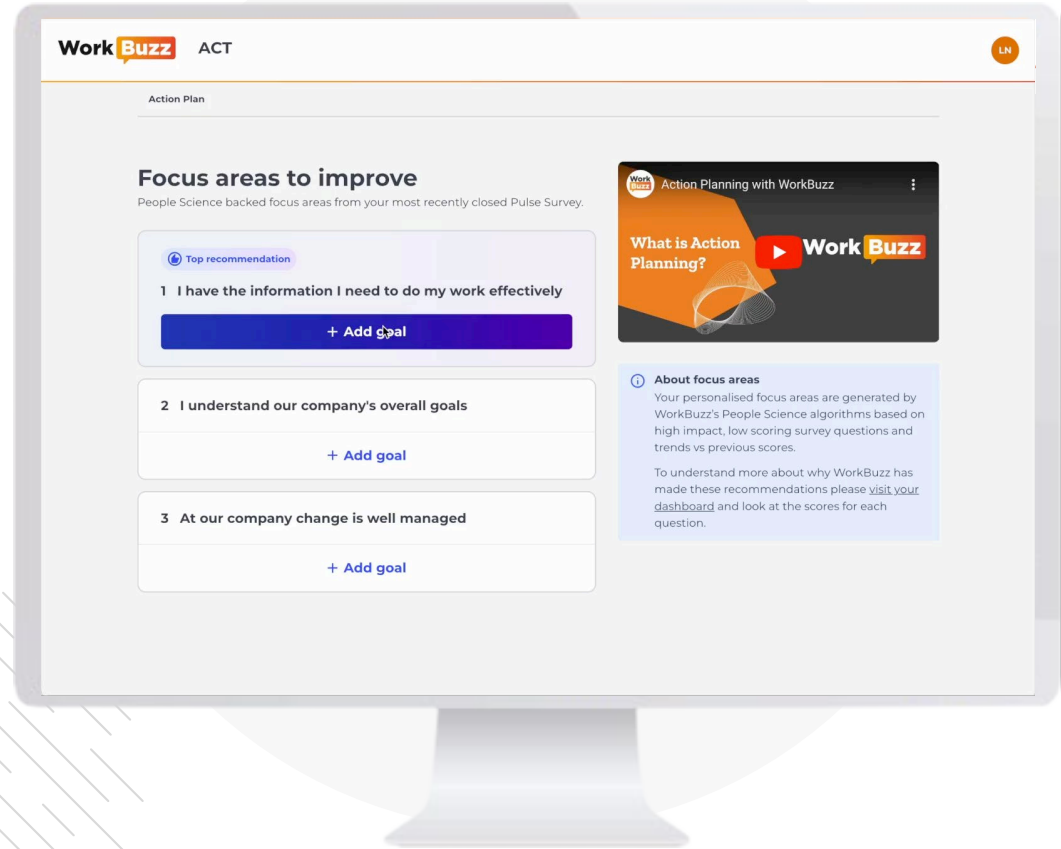 Work Buzz ACT
LN
Action Plan
Focus areas to improve
People Science backed focus areas from your most recently closed Pulse Survey.
Top recommendation
1 I have the information I need to do my work effectively
+ Add goal
2 I understand our company's overall goals
+ Add goal
3 At our company change is well managed
+ Add goal
Work Buzz
Action Planning with WorkBuzz
What is Action
Planning?
Work Buzz
About focus areas
Your personalised focus areas are generated by
WorkBuzz's People Science algorithms based on
high impact, low scoring survey questions and
trends vs previous scores.
To understand more about why WorkBuzz has
made these recommendations please visit your
dashboard and look at the scores for each
question.